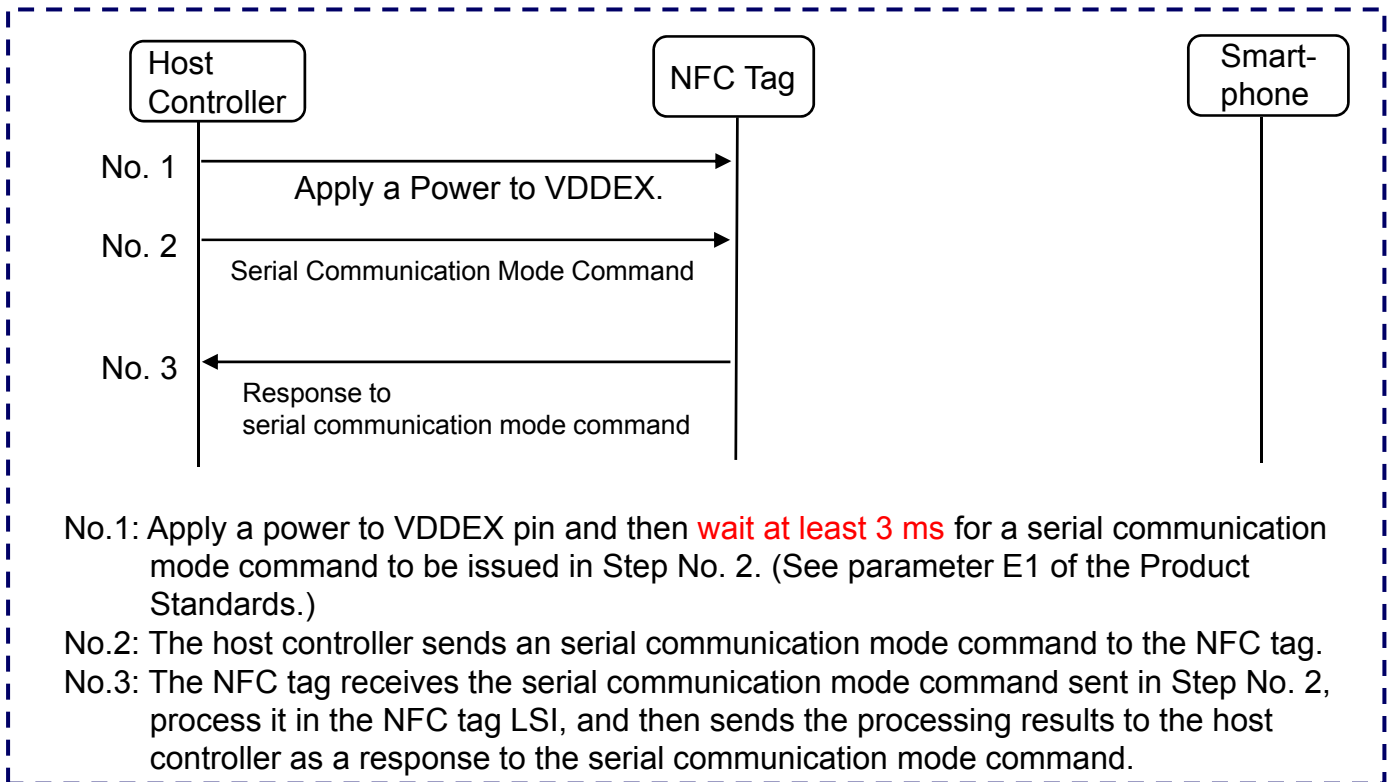 Host
Controller
NFC Tag
Smart-
phone
No. 1
Apply a Power to VDDEX.
No. 2
Serial Communication Mode Command
No. 3
Response to
serial communication mode command
No.1: Apply a power to VDDEX pin and then wait at least 3 ms for a serial communication
mode command to be issued in Step No. 2. (See parameter E1 of the Product
Standards.)
No.2: The host controller sends an serial communication mode command to the NFC tag.
No.3: The NFC tag receives the serial communication mode command sent in Step No. 2,
process it in the NFC tag LSI, and then sends the processing results to the host
controller as a response to the serial communication mode command.